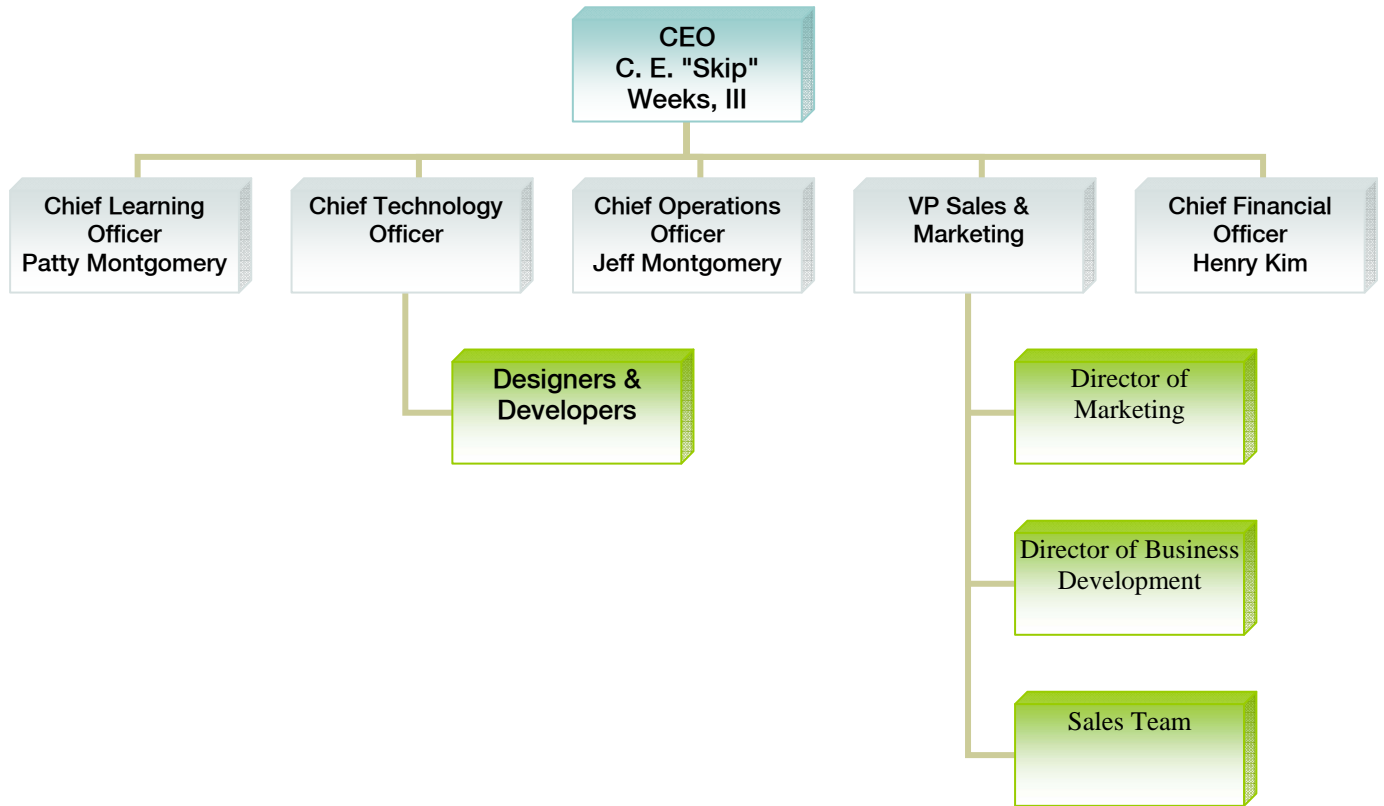 CEO
C. E. "Skip"
Weeks, III
Chief Learning
Officer
Patty Montgomery
Chief Technology
Officer
Chief Operations
Officer
Jeff Montgomery
VP Sales &
Marketing
Chief Financial
Officer
Henry Kim
Designers &
Developers
Director of
Marketing
Director of Business
Development
Sales Team